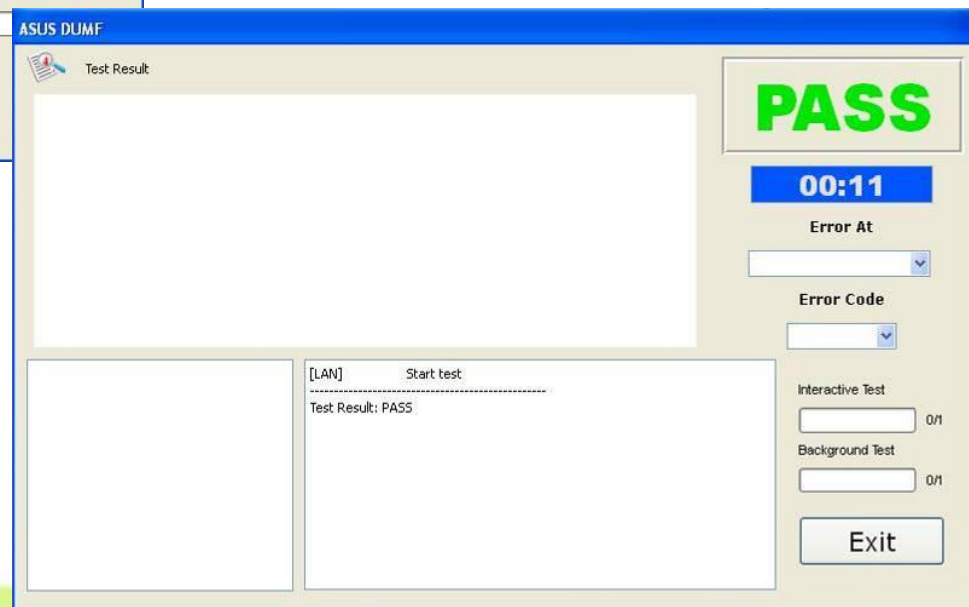 ASUS DUMF
Test Result
PASS
00:11
Error At
Error Code
[LAN] Start test
------------------------------------------------
Test Result: PASS
Interactive Test
0/1
Background Test
0/1
Exit